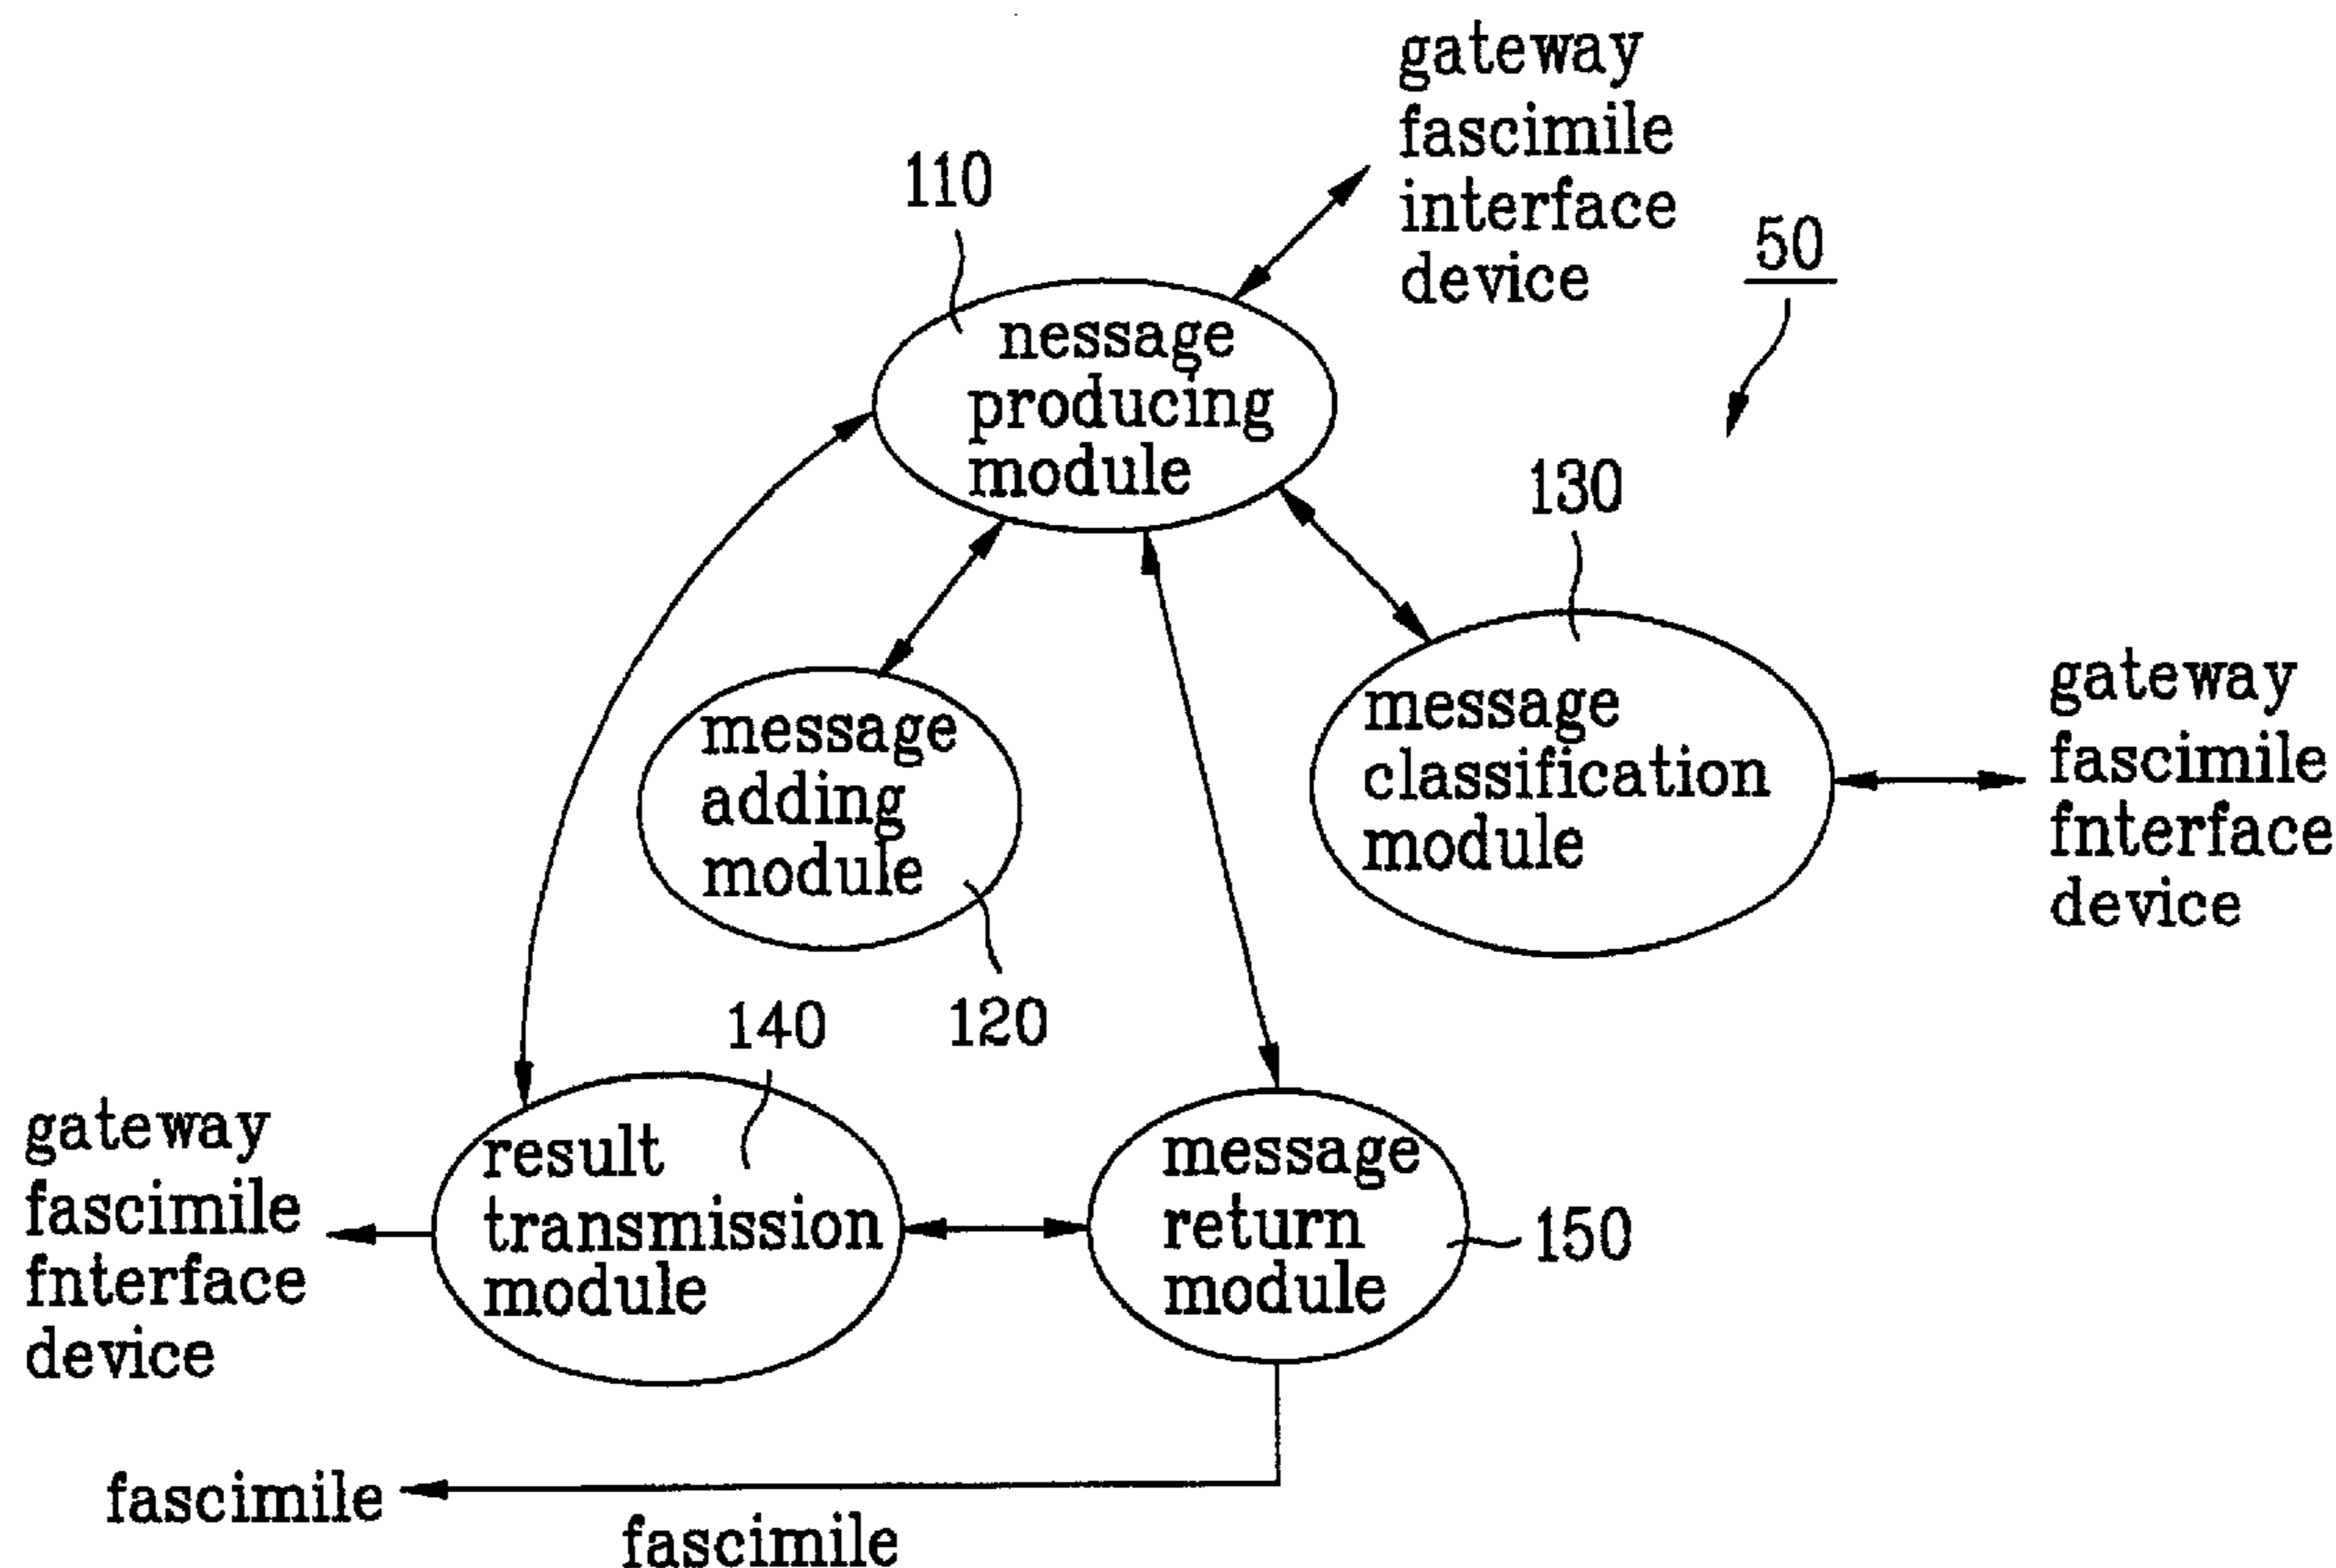 gateway
fascimile
interface
device
110
50
nessage
producing
module
130
message
adding
module
120
message
classification
module
gateway
fascimile
fnterface
device
140
result
transmission
module
gateway
fascimile
fnterface
device
message
return
module
150
fascimile
fascimile